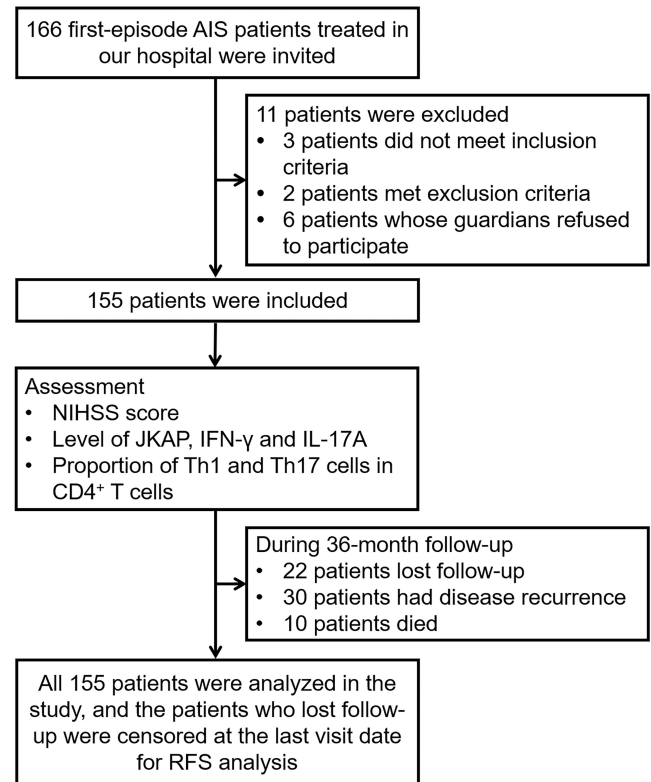 166 first-episode AIS patients treated in
our hospital were invited
11 patients were excluded
• 3 patients did not meet inclusion
criteria
• 2 patients met exclusion criteria
• 6 patients whose guardians refused
to participate
155 patients were included
Assessment
• NIHSS score
• Level of JKAP, IFN-γ and IL-17A
• Proportion of Th1 and Th17 cells in
CD4⁺ T cells
During 36-month follow-up
• 22 patients lost follow-up
• 30 patients had disease recurrence
• 10 patients died
All 155 patients were analyzed in the
study, and the patients who lost follow-
up were censored at the last visit date
for RFS analysis